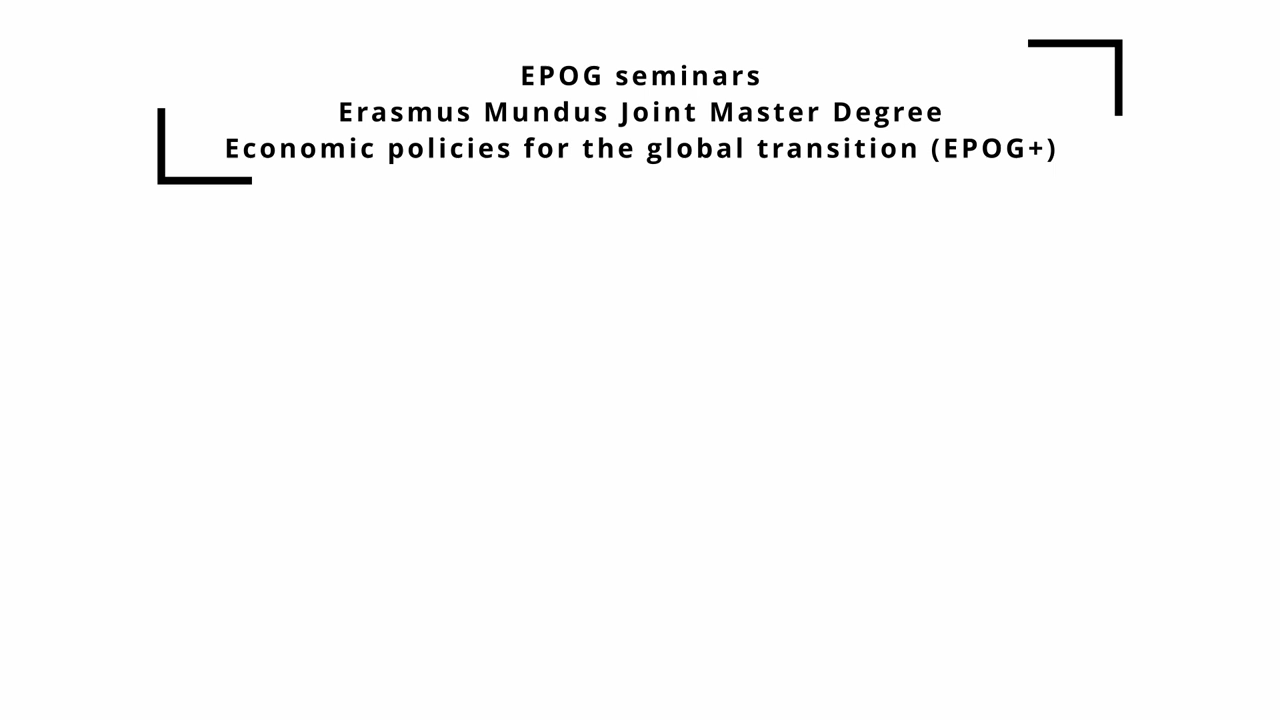 EPOG seminars
Erasmus Mundus Joint Master Degree
Economic policies for the global transition (EPOG+)